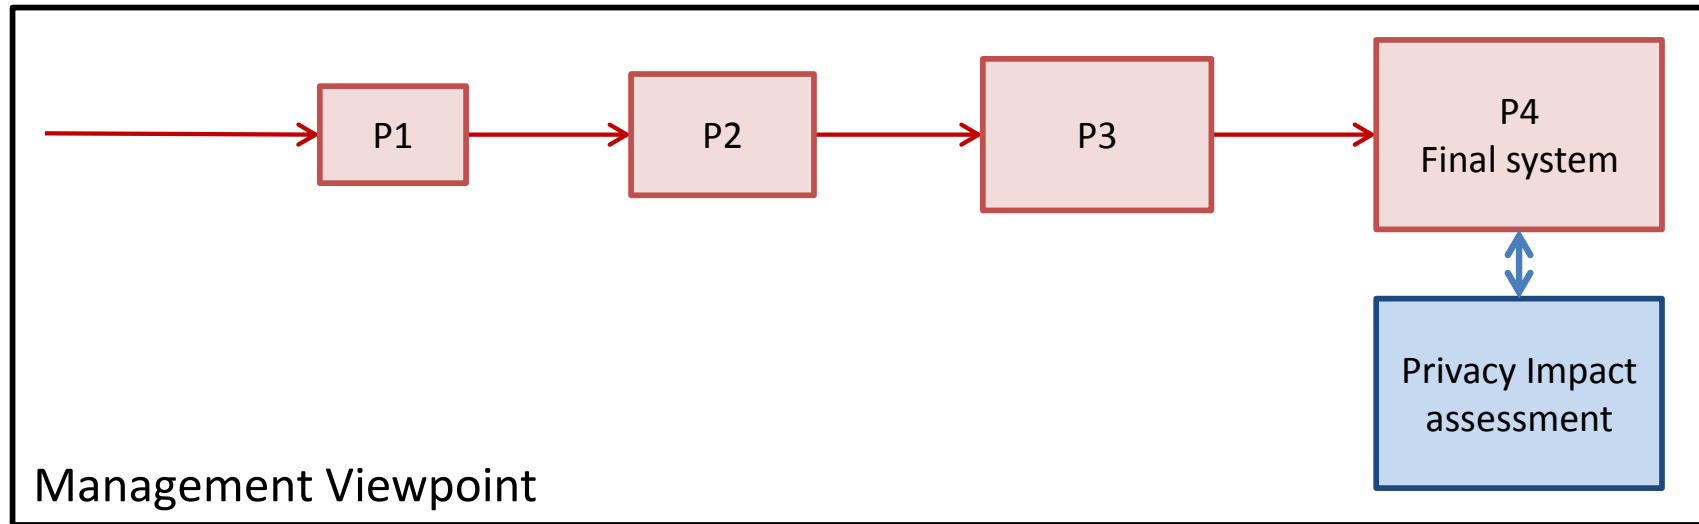 P1
P2
P3
P4
Final system
Privacy Impact
assessment
Management Viewpoint